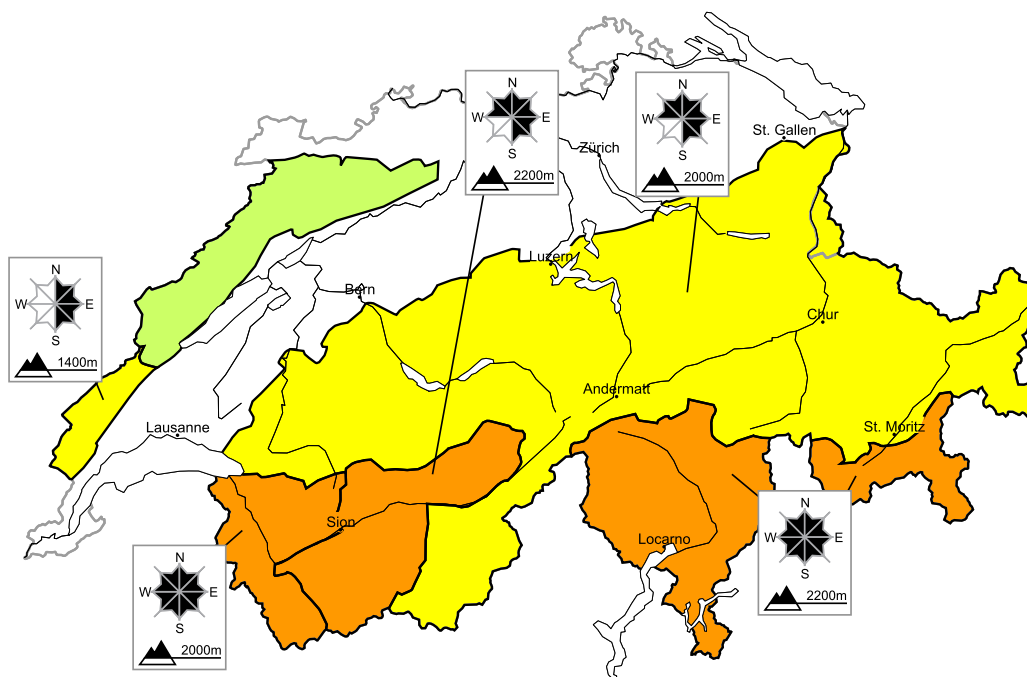 N
W E
S
2200m
N
W E
S
2000m
St. Gallen
Zürich
Luzern
N
W E
S
1400m
Bern
Chur
Andermatt
Lausanne
St. Moritz
Sion
Locarno
N
W E
S
2200m
N
W E
S
2000m